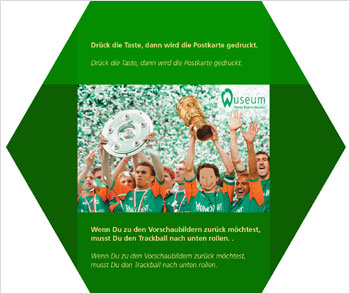 Drück die Taste, dann wird die Postkarte gedruckt.
Drück die Taste, dann wird die Postkarte gedruckt.
Wuseum
Wenn Du zu den Vorschaubildern zurück möchtest,
musst Du den Trackball nach unten rollen. .
Wenn Du zu den Vorschaubildern zurück möchtest,
musst Du den Trackball nach unten rollen.